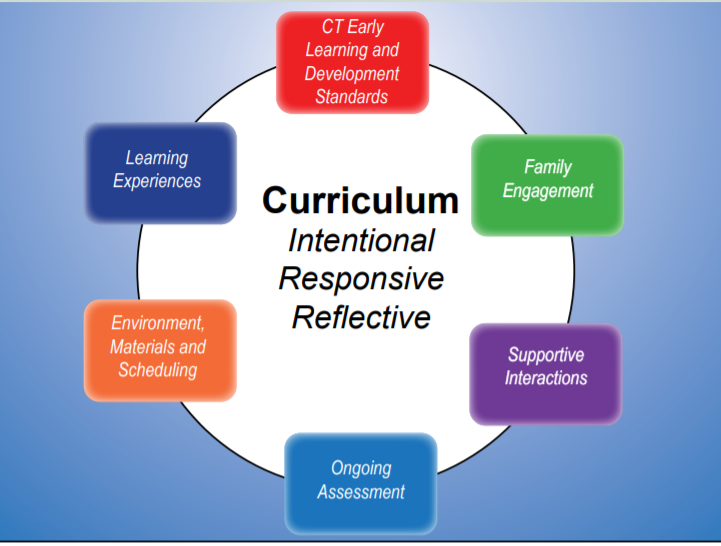 CT Early
Learning and
Development
Standards
Learning
Experiences
Family
Engagement
Curriculum
Intentional
Responsive
Reflective
Environment,
Materials and
Scheduling
Supportive
Interactions
Ongoing
Assessment